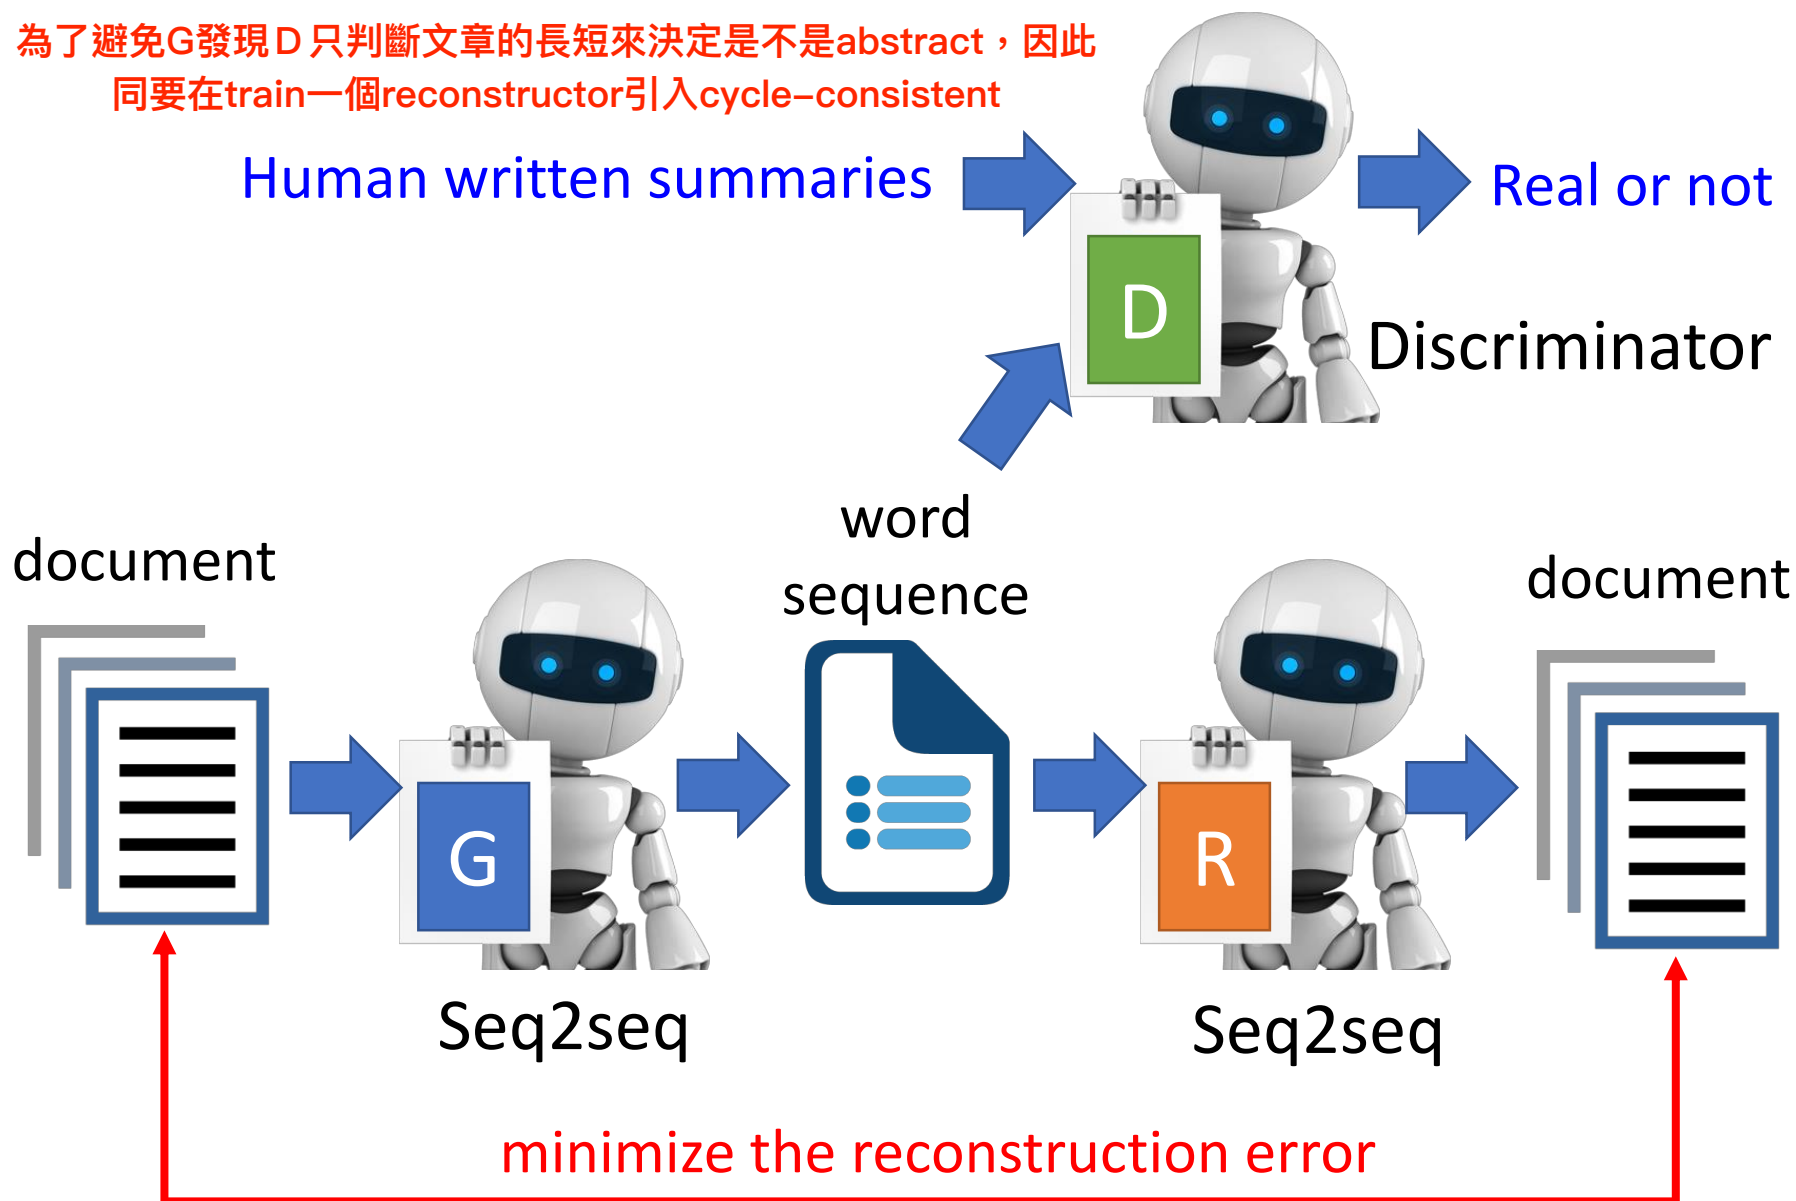 為了避免G發現Ｄ只判斷文章的長短來決定是不是abstract，因此
同要在train一個reconstructor引入cycle-consistent
Human written summaries
Real or not
D
Discriminator
word
sequence
document
document
G
R
Seq2seq
Seq2seq
minimize the reconstruction error